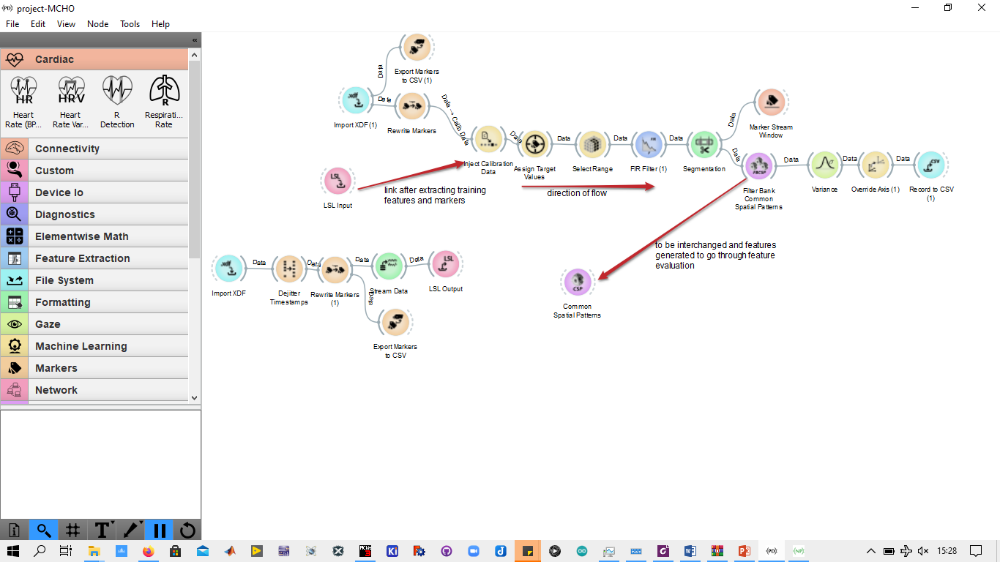 project-MCHO
File Edit View Node Tools Help
Cardiac
HR
HRV
R
Heart
Rate (BP...
Heart
Rate Var...
R
Detection
Respirati...
Rate
Connectivity
Custom
Device Io
Diagnostics
Elementwise Math
Feature Extraction
File System
Formatting
Gaze
Machine Learning
Markers
Network
Export Markers
to CSV (1)
Data
Data
Import XDF (1)
Rewrite Markers
Data → Calib Data
Inject Calibration
Data
Data
Assign Target
Values
Data
Select Range
Data
FIR
FIR Filter (1)
Data
Segmentation
Data
Marker Stream
Window
Data
FBCSP
Filter Bank
Common
Spatial Patterns
Data
Variance
Data
Override Axis (1)
Data
CSV
Record to CSV
(1)
LSL
LSL Input
link after extracting training
features and markers
direction of flow
to be interchanged and features
generated to go through feature
evaluation
CSP
Common
Spatial Patterns
.xdf
Import XDF
Data
Dejitter
Timestamps
Data
Rewrite Markers
(1)
Data
Stream Data
Data
LSL
LSL Output
Data
Export Markers
to CSV
15:28